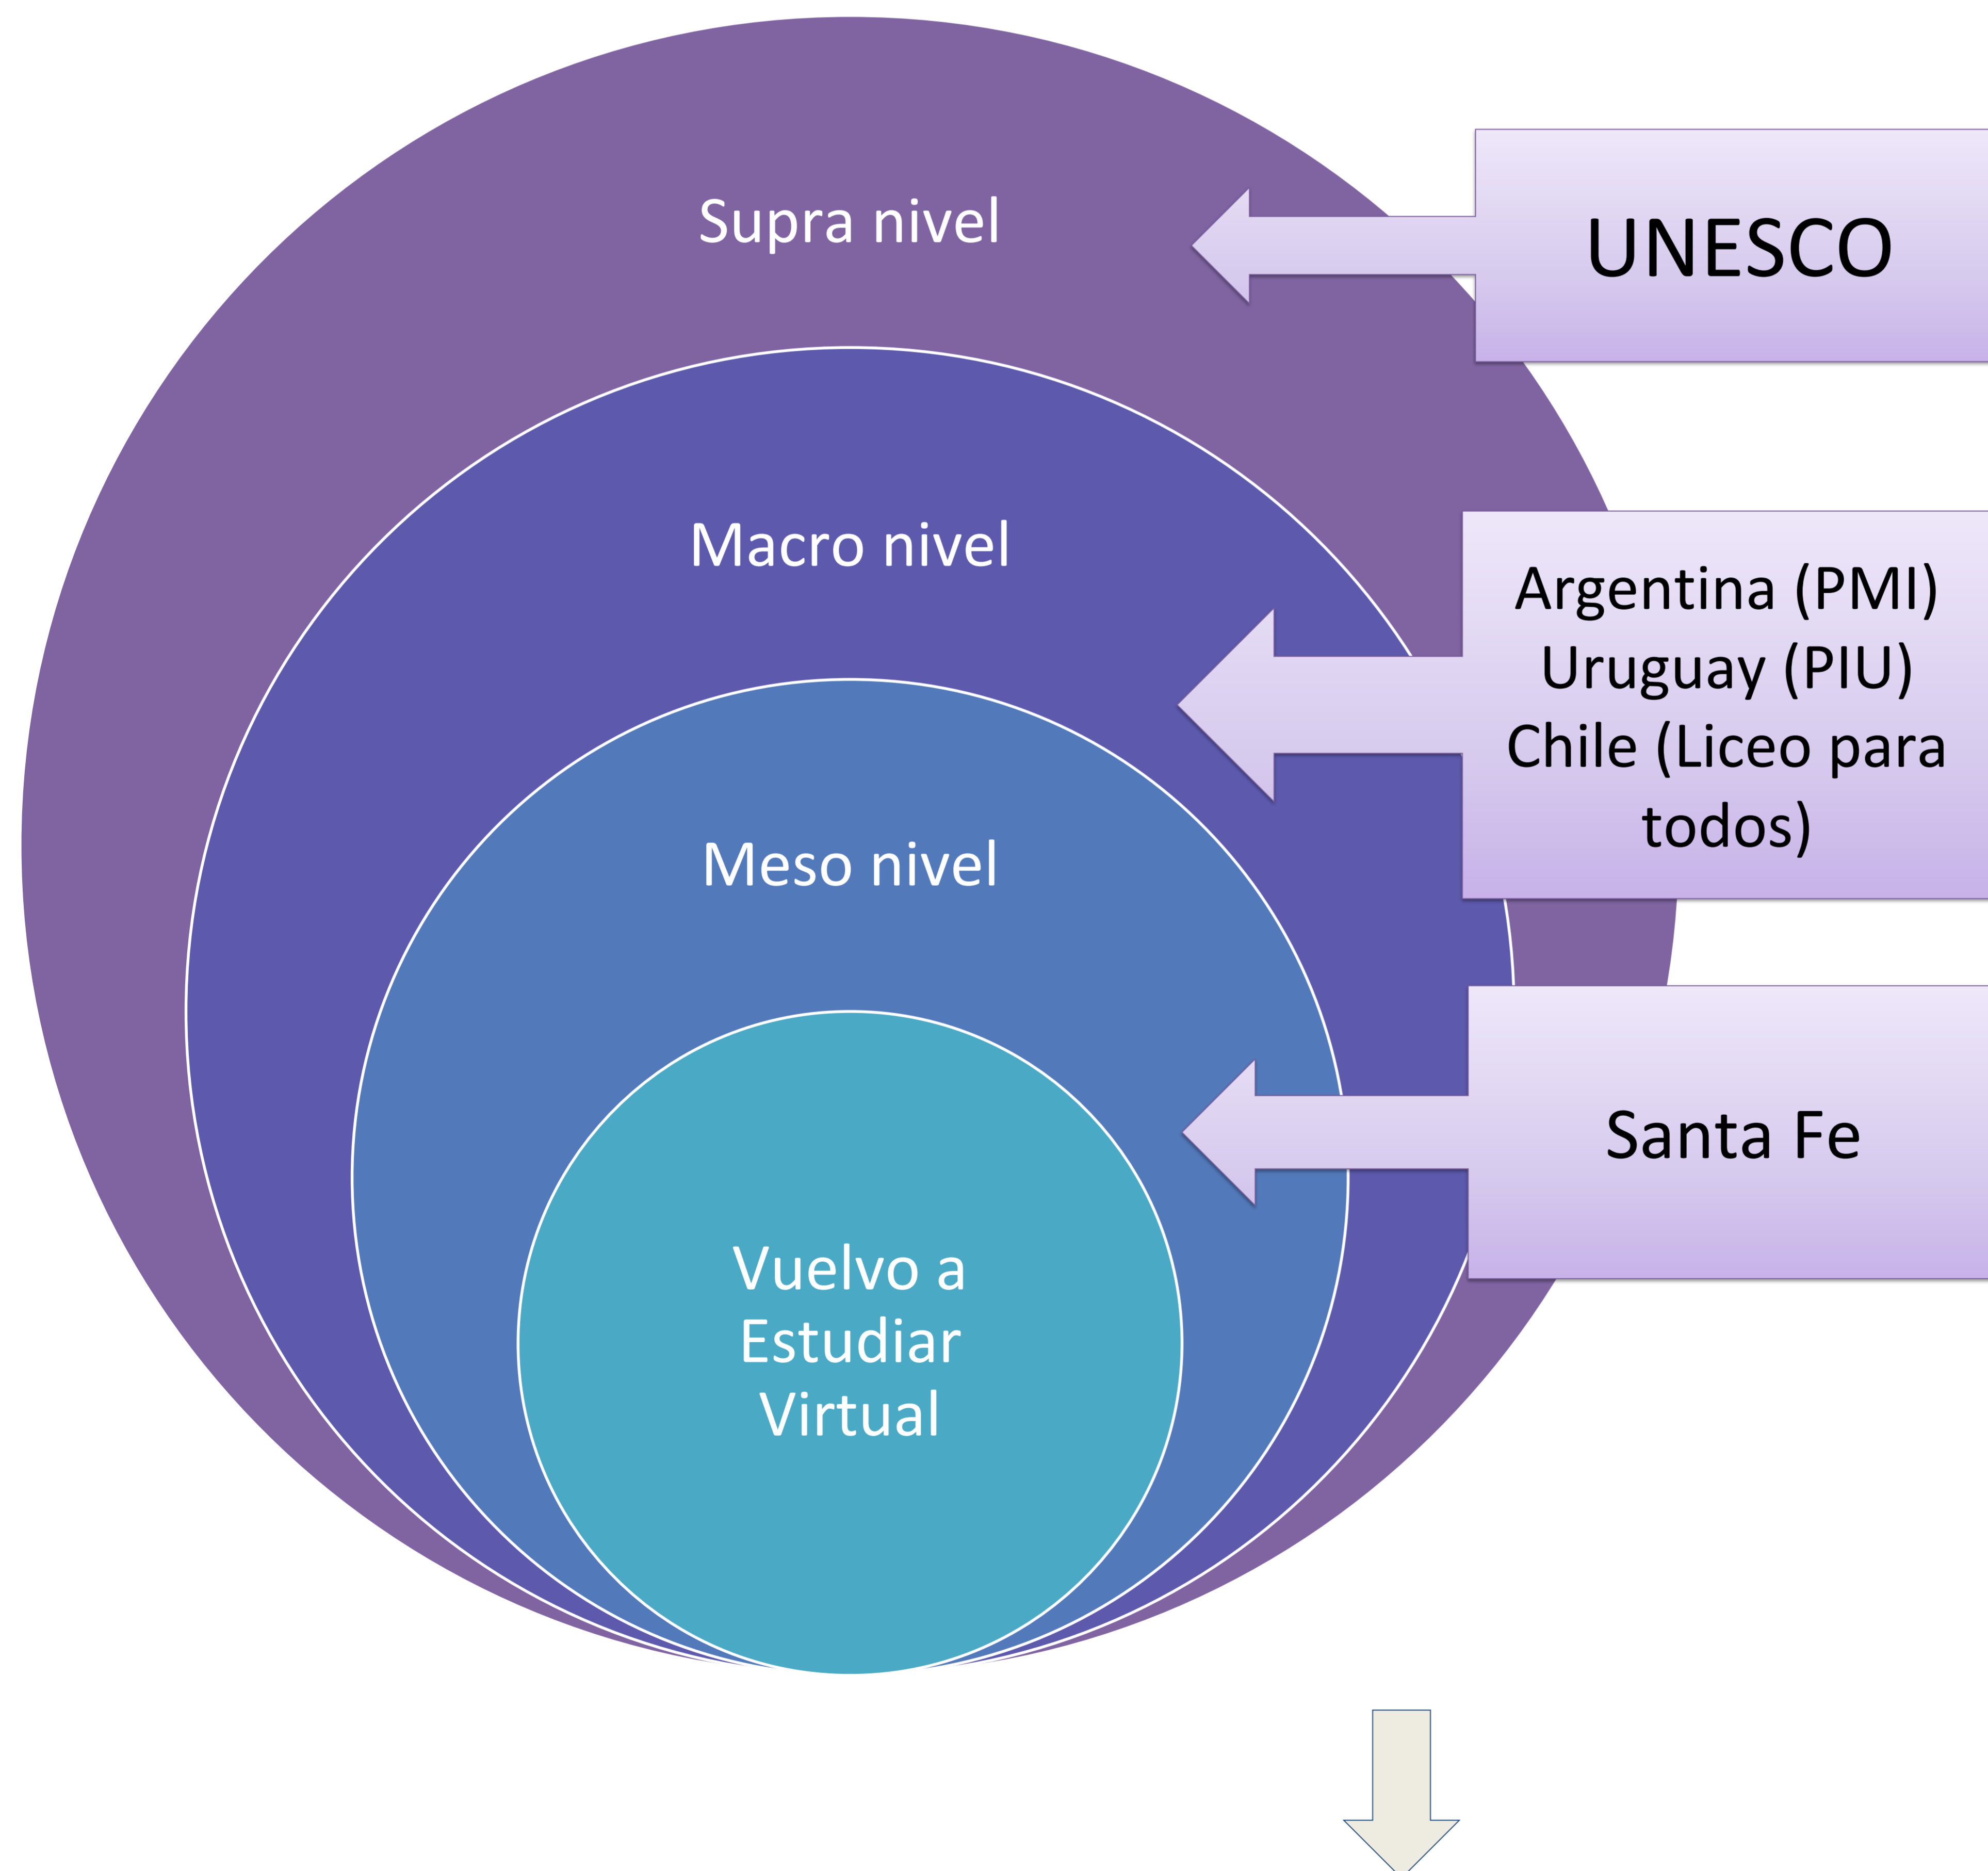 Supra nivel
UNESCO
Macro nivel
Argentina (PMI)
Uruguay (PIU)
Chile (Liceo para
todos)
Meso nivel
Santa Fe
Vuelvo a
Estudiar
Virtual